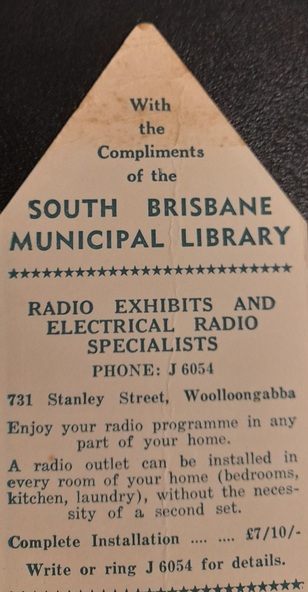 With
the
Compliments
of the
SOUTH BRISBANE
MUNICIPAL LIBRARY
★★★★★★★★★★★★★★★★★★★★★★★★★★★★★★
RADIO EXHIBITS AND
ELECTRICAL RADIO
SPECIALISTS
PHONE: J 6054
731 Stanley Street, Woolloongabba
Enjoy your radio programme in any
part of your home.
A radio outlet can be installed in
every room of your home (bedrooms,
kitchen, laundry), without the neces-
sity of a second set.
Complete Installation .... .... £7/10/-
Write or ring J 6054 for details.